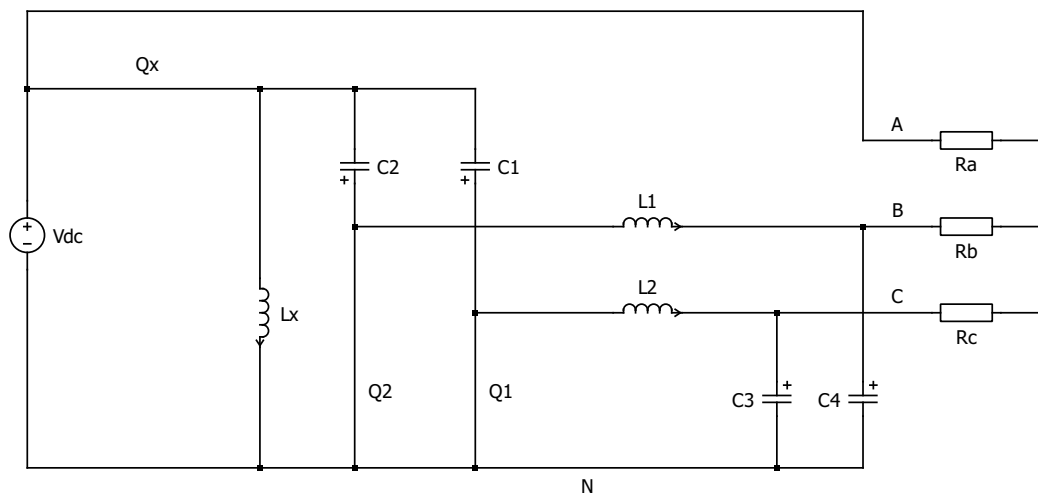 Qx
A
Ra
C2
C1
L1
B
Rb
+
−
Vdc
+
+
L2
C
Rc
Lx
Q2
Q1
C3
+
C4
+
N